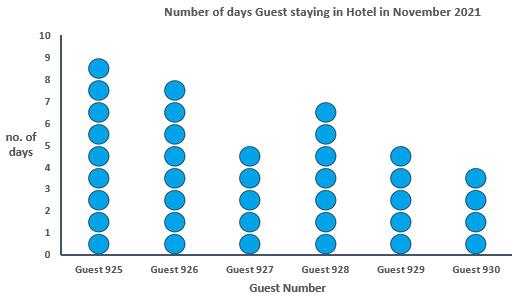 Number of days Guest staying in Hotel in November 2021
10
9
8
7
6
5
4
3
2
1
0
no. of
days
Guest 925 Guest 926 Guest 927 Guest 928 Guest 929 Guest 930
Guest Number